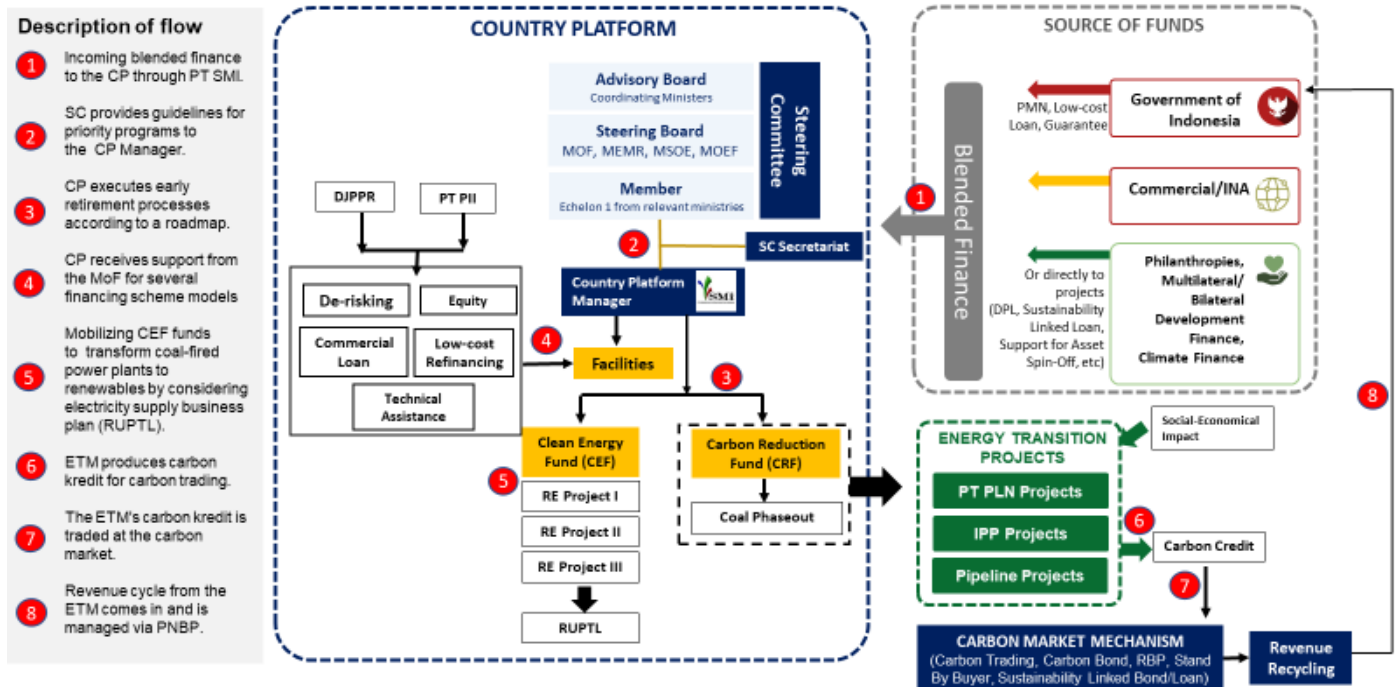 Description of flow
1
Incoming blended finance
to the CP through PT SMI.
2
SC provides guidelines for
priority programs to
the CP Manager.
3
CP executes early
retirement processes
according to a roadmap.
4
CP receives support from
the MoF for several
financing scheme models
5
Mobilizing CEF funds
to transform coal-fired
power plants to
renewables by considering
electricity supply business
plan (RUPTL).
6
ETM produces carbon
kredit for carbon trading.
7
The ETM's carbon kredit is
traded at the carbon
market.
8
Revenue cycle from the
ETM comes in and is
managed via PNBP.
COUNTRY PLATFORM
Advisory Board
Coordinating Ministers
Steering Board
MOF, MEMR, MSOE, MOEF
Member
Echelon 1 from relevant ministries
Steering
Committee
2
SC Secretariat
DJPPR
PT PII
De-risking
Equity
Commercial
Loan
Low-cost
Refinancing
Technical
Assistance
4
Country Platform
Manager
SMI
Facilities
3
Clean Energy
Fund (CEF)
5
RE Project I
RE Project II
RE Project III
RUPTL
Carbon Reduction
Fund (CRF)
Coal Phaseout
SOURCE OF FUNDS
1
Blended Finance
PMN, Low-cost
Loan, Guarantee
Government of
Indonesia
Commercial/INA
Or directly to
projects
(DPL, Sustainability
Linked Loan,
Support for Asset
Spin-Off, etc)
Philanthropies,
Multilateral/
Bilateral
Development
Finance,
Climate Finance
8
ENERGY TRANSITION
PROJECTS
Social-Economical
Impact
PT PLN Projects
IPP Projects
Pipeline Projects
6
Carbon Credit
7
CARBON MARKET MECHANISM
(Carbon Trading, Carbon Bond, RBP, Stand
By Buyer, Sustainability Linked Bond/Loan)
Revenue
Recycling